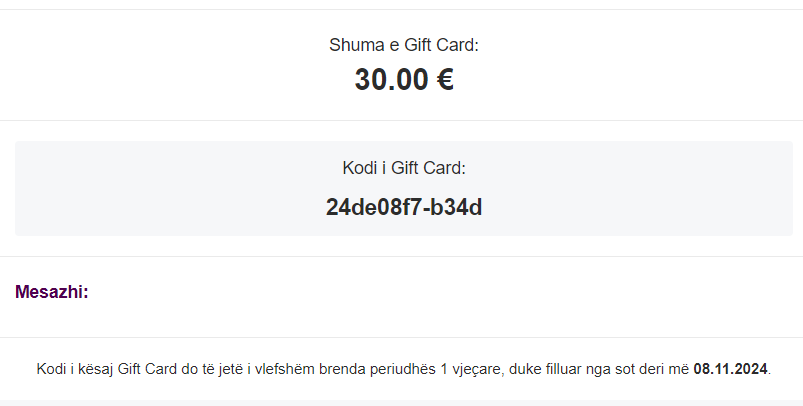 Shuma e Gift Card:
30.00 €
Kodi i Gift Card:
24de08f7-b34d
Mesazhi:
Kodi i kësaj Gift Card do të jetë i vlefshëm brenda periudhës 1 vjeçare, duke filluar nga sot deri më 08.11.2024.